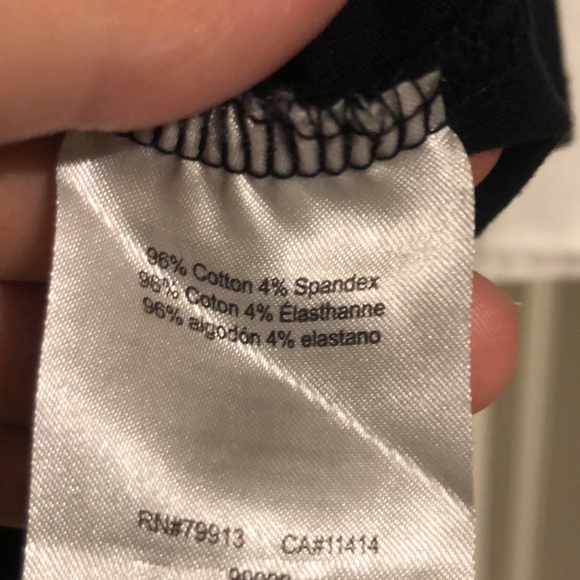 96% Cotton 4% Spandex
96% Coton 4% Élasthanne
96% algodón 4% elastano
RN#79913 CA#11414